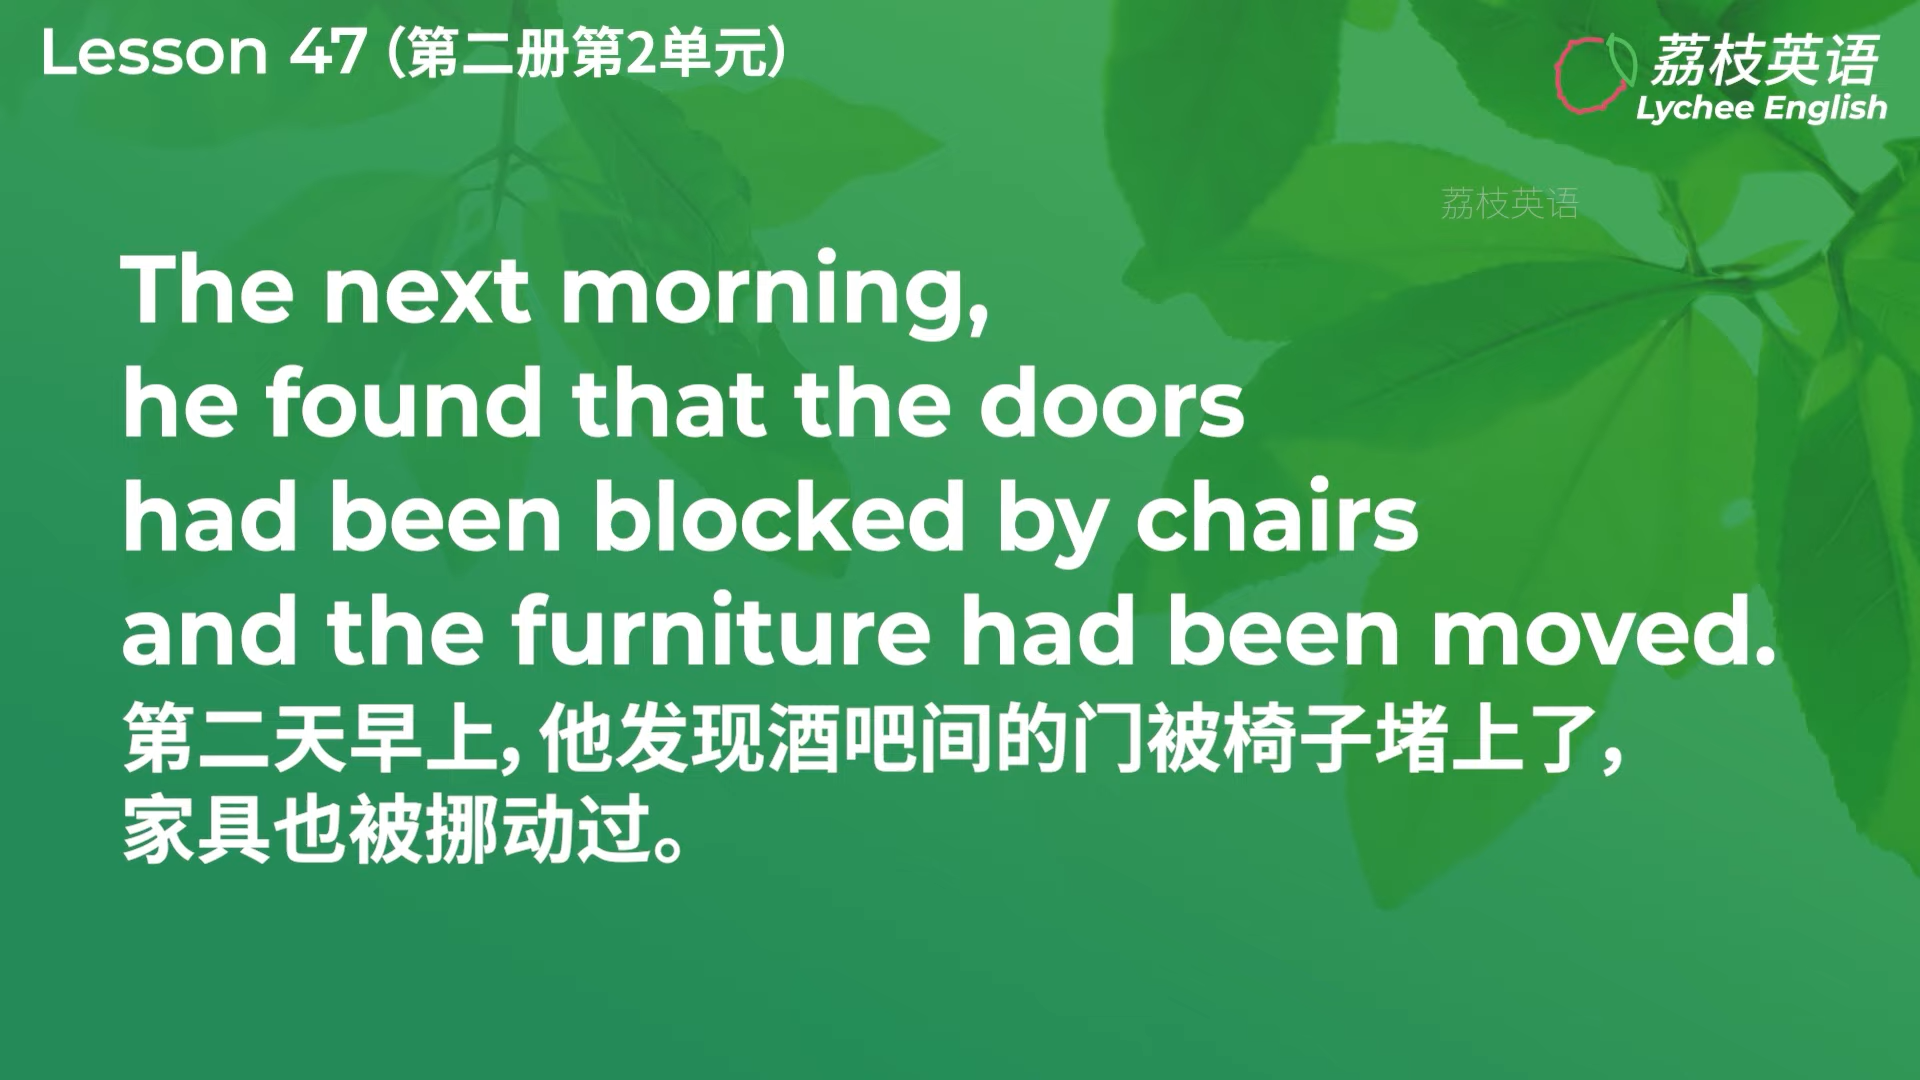 Lesson 47（第二册第2单元）
荔枝英语
Lychee English
荔枝英语
The next morning,
he found that the doors
had been blocked by chairs
and the furniture had been moved.
第二天早上，他发现酒吧间的门被椅子堵上了，
家具也被挪动过。